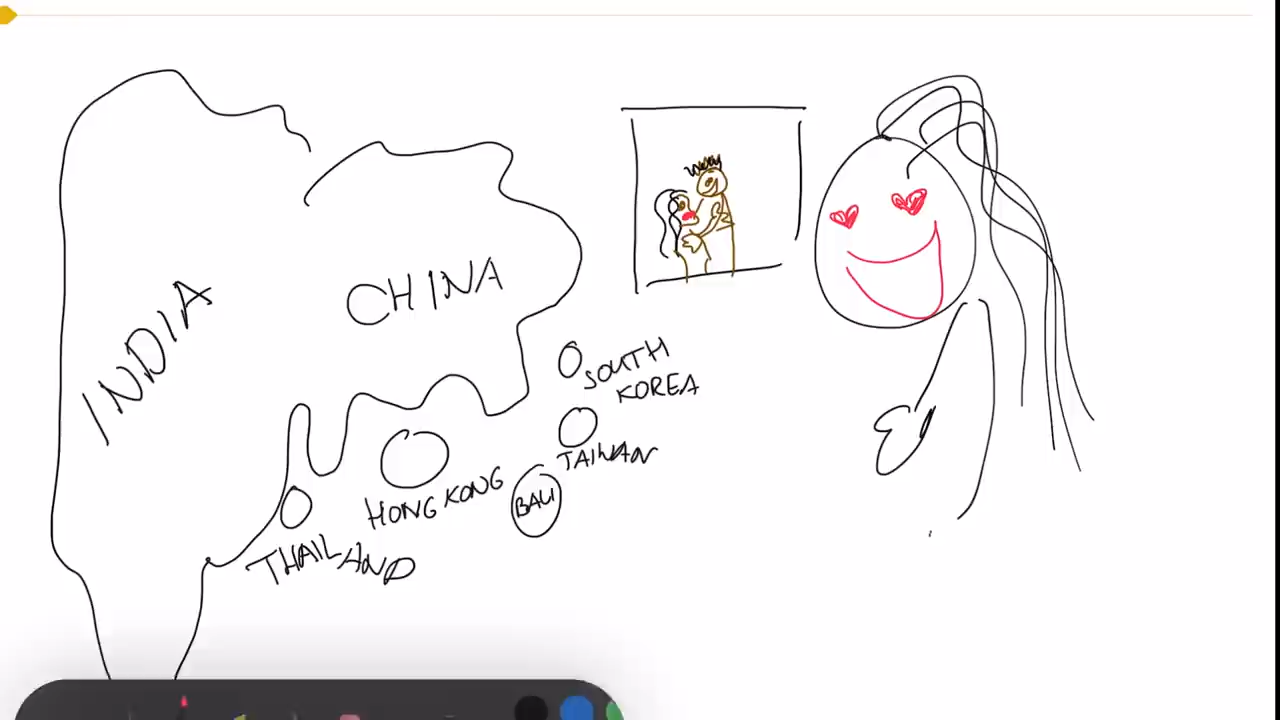 INDIA
CHINA
SOUTH
KOREA
TAIWAN
HONG KONG
BALI
THAILAND